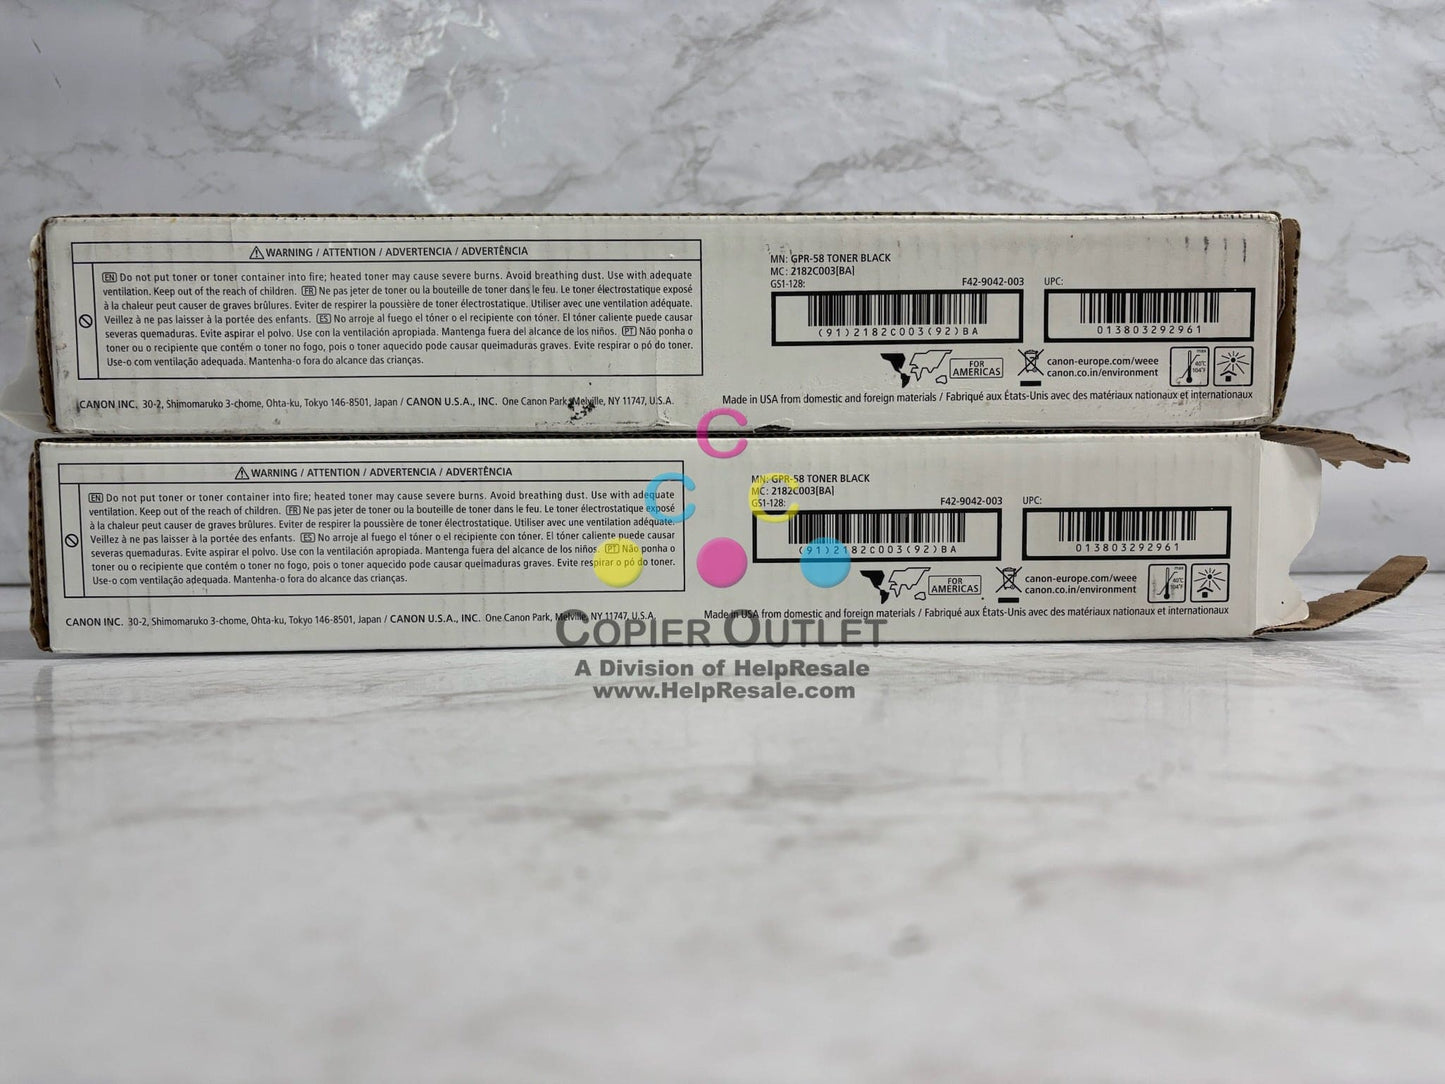 WARNING / ATTENTION / ADVERTENCIA / ADVERTÊNCIA
EN Do not put toner or toner container into fire; heated toner may cause severe burns. Avoid breathing dust. Use with adequate
ventilation. Keep out of the reach of children. FR Ne pas jeter de toner ou la bouteille de toner dans le feu. Le toner électrostatique exposé
à la chaleur peut causer de graves brûlures. Eviter de respirer la poussière de toner électrostatique. Utiliser avec une ventilation adéquate.
Veillez à ne pas laisser à la portée des enfants. ES No arroje al fuego el tóner o el recipiente con tóner. El tóner caliente puede causar
severas quemaduras. Evite aspirar el polvo. Use con la ventilación apropiada. Mantenga fuera del alcance de los niños. PT Não ponha o
toner ou o recipiente que contém o toner no fogo, pois o toner aquecido pode causar queimaduras graves. Evite respirar o pó do toner.
Use-o com ventilação adequada. Mantenha-o fora do alcance das crianças.
CANON INC. 30-2, Shimomaruko 3-chome, Ohta-ku, Tokyo 146-8501, Japan / CANON U.S.A., INC. One Canon Park, Melville, NY 11747, U.S.A.
MN: GPR-58 TONER BLACK
MC: 2182C003[BA]
GS1-128: F42-9042-003 UPC:
(91)2182C003(92)BA 013803292961
FOR AMERICAS
canon-europe.com/weee
canon.co.in/environment
max
40°C
104°F
Made in USA from domestic and foreign materials / Fabriqué aux États-Unis avec des matériaux nationaux et internationaux
WARNING / ATTENTION / ADVERTENCIA / ADVERTÊNCIA
EN Do not put toner or toner container into fire; heated toner may cause severe burns. Avoid breathing dust. Use with adequate
ventilation. Keep out of the reach of children. FR Ne pas jeter de toner ou la bouteille de toner dans le feu. Le toner électrostatique exposé
à la chaleur peut causer de graves brûlures. Eviter de respirer la poussière de toner électrostatique. Utiliser avec une ventilation adéquate.
Veillez à ne pas laisser à la portée des enfants. ES No arroje al fuego el tóner o el recipiente con tóner. El tóner caliente puede causar
severas quemaduras. Evite aspirar el polvo. Use con la ventilación apropiada. Mantenga fuera del alcance de los niños. PT Não ponha o
toner ou o recipiente que contém o toner no fogo, pois o toner aquecido pode causar queimaduras graves. Evite respirar o pó do toner.
Use-o com ventilação adequada. Mantenha-o fora do alcance das crianças.
CANON INC. 30-2, Shimomaruko 3-chome, Ohta-ku, Tokyo 146-8501, Japan / CANON U.S.A., INC. One Canon Park, Melville, NY 11747, U.S.A.
MN: GPR-58 TONER BLACK
MC: 2182C003[BA]
GS1-128: F42-9042-003 UPC:
(91)2182C003(92)BA 013803292961
FOR AMERICAS
canon-europe.com/weee
canon.co.in/environment
max
40°C
104°F
Made in USA from domestic and foreign materials / Fabriqué aux États-Unis avec des matériaux nationaux et internationaux
C
C C
COPIER OUTLET
A Division of HelpResale
www.HelpResale.com